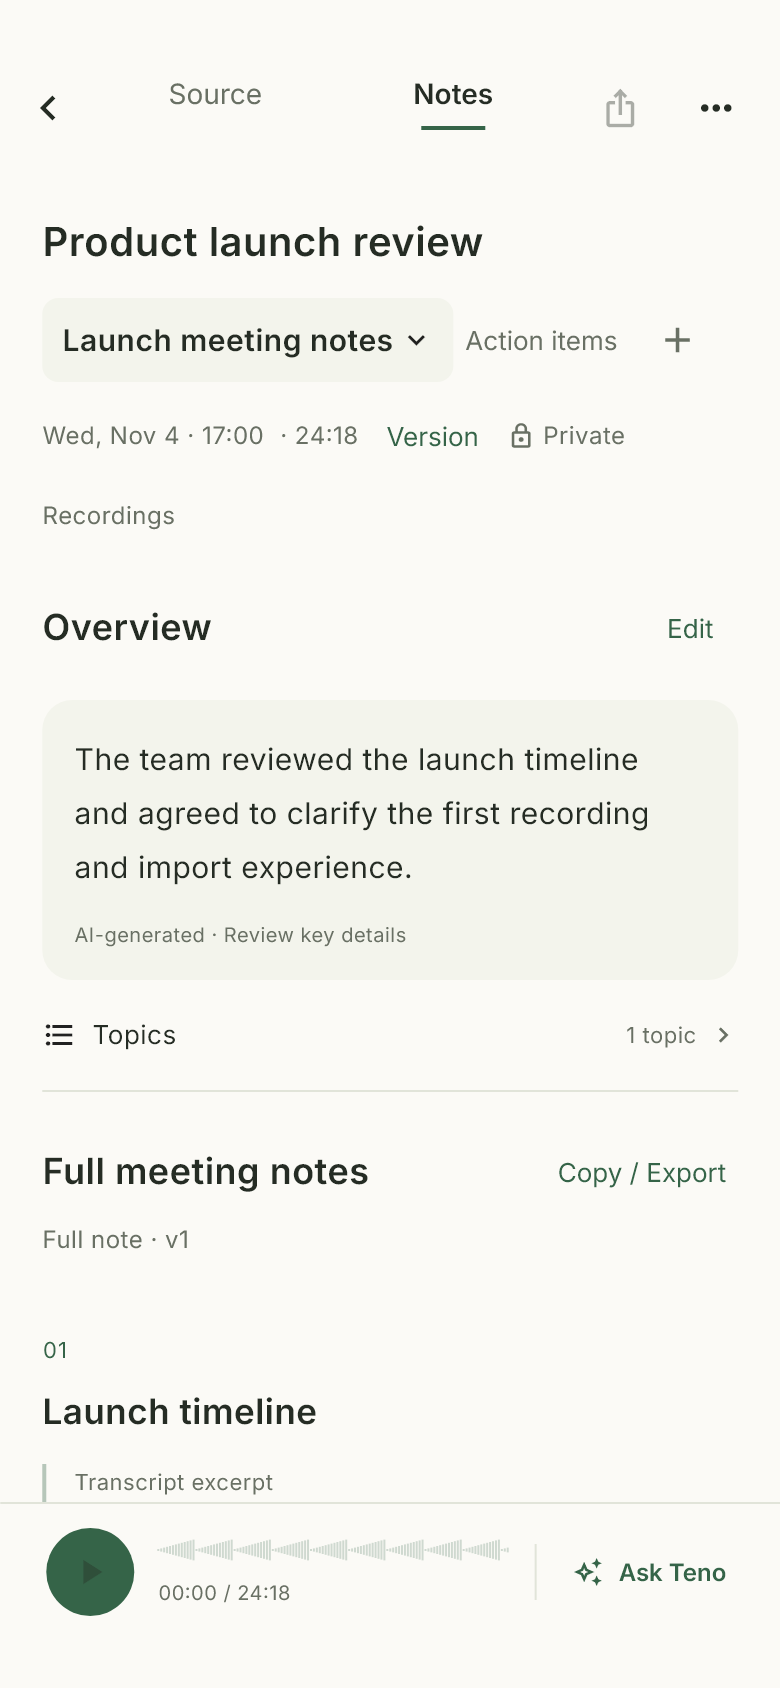 Source
Notes
Product launch review
Launch meeting notes
Action items
Wed, Nov 4 · 17:00 · 24:18
Version
Private
Recordings
Overview
Edit
The team reviewed the launch timeline
and agreed to clarify the first recording
and import experience.
AI-generated · Review key details
Topics
1 topic
Full meeting notes
Copy / Export
Full note · v1
01
Launch timeline
Transcript excerpt
00:00 / 24:18
Ask Teno